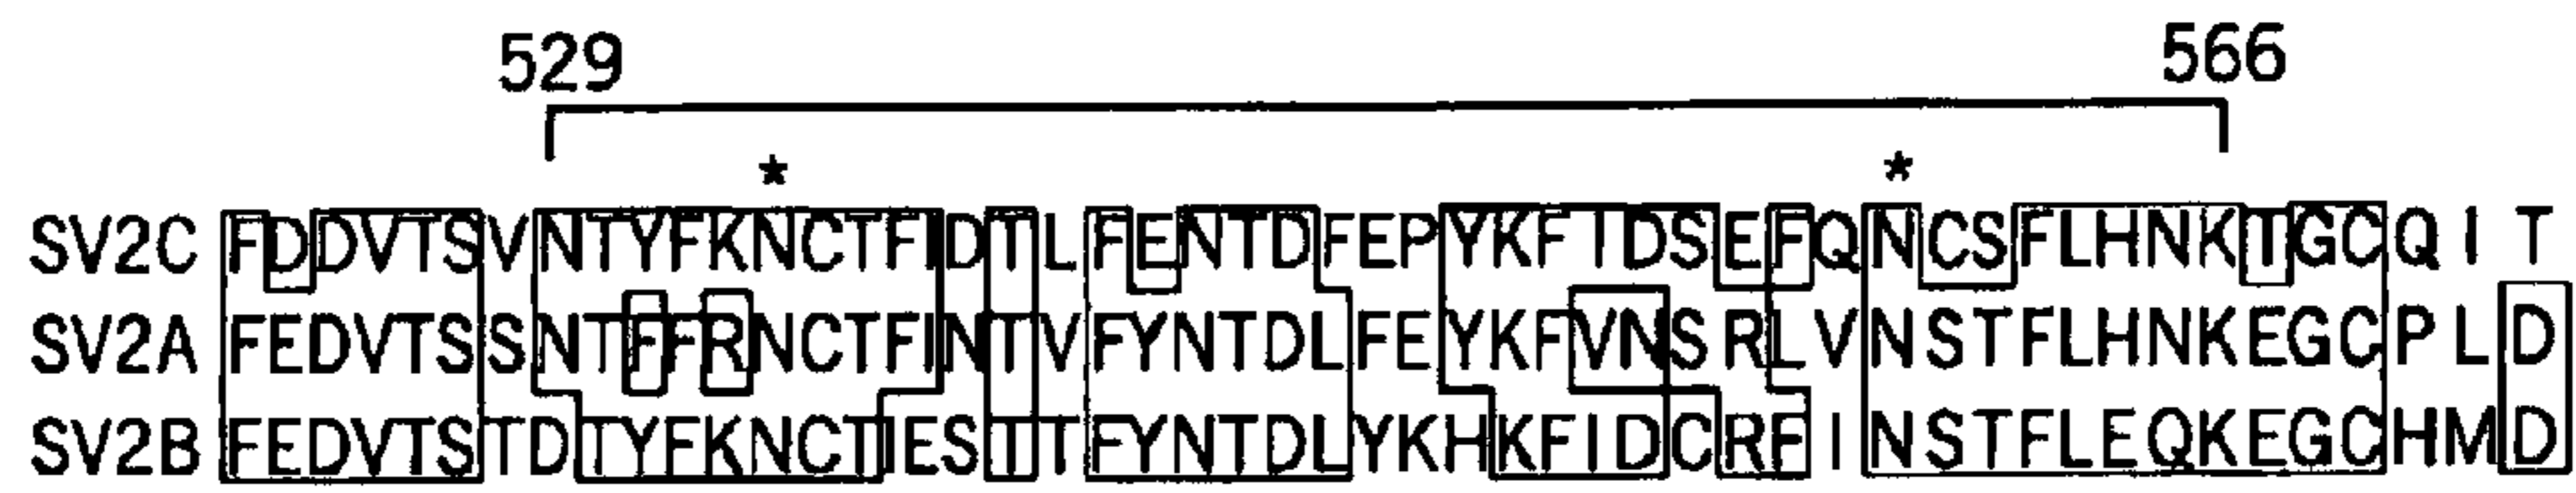 529 566
* *
SV2C FDDVTSVNTYFKNCTFIDTLFENTDFEPYKFIDSEFQNCSFLHNKTGCQIT
SV2A FEDVTSSNTFFRNCTFINTVFYNTDLFEYKFVNSRLVNSTFLHNKEGCPLD
SV2B FEDVTSTDTYFKNCTIESTTFYNTDLYKHKFIDCRFINSTFLEQKEGCHMD